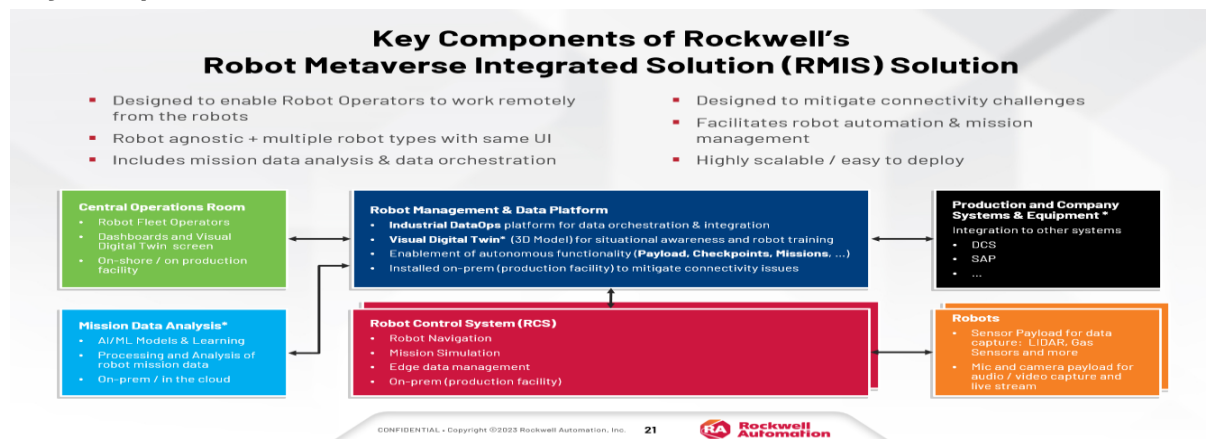 Key Components of Rockwell's
Robot Metaverse Integrated Solution (RMIS) Solution
▪ Designed to enable Robot Operators to work remotely
from the robots
▪ Robot agnostic + multiple robot types with same UI
▪ Includes mission data analysis & data orchestration
▪ Designed to mitigate connectivity challenges
▪ Facilitates robot automation & mission
management
▪ Highly scalable / easy to deploy
Central Operations Room
• Robot Fleet Operators
• Dashboards and Visual
Digital Twin screen
• On-shore / on production
facility
Robot Management & Data Platform
• Industrial DataOps platform for data orchestration & integration
• Visual Digital Twin* (3D Model) for situational awareness and robot training
• Enablement of autonomous functionality (Payload, Checkpoints, Missions, ...)
• Installed on-prem (production facility) to mitigate connectivity issues
Production and Company
Systems & Equipment *
Integration to other systems
• DCS
• SAP
• ...
Mission Data Analysis*
• AI/ML Models & Learning
• Processing and Analysis of
robot mission data
• On-prem / in the cloud
Robot Control System (RCS)
• Robot Navigation
• Mission Simulation
• Edge data management
• On-prem (production facility)
Robots
• Sensor Payload for data
capture: LIDAR, Gas
Sensors and more
• Mic and camera payload for
audio / video capture and
live stream
CONFIDENTIAL • Copyright ©2023 Rockwell Automation, Inc. 21
RA Rockwell
Automation